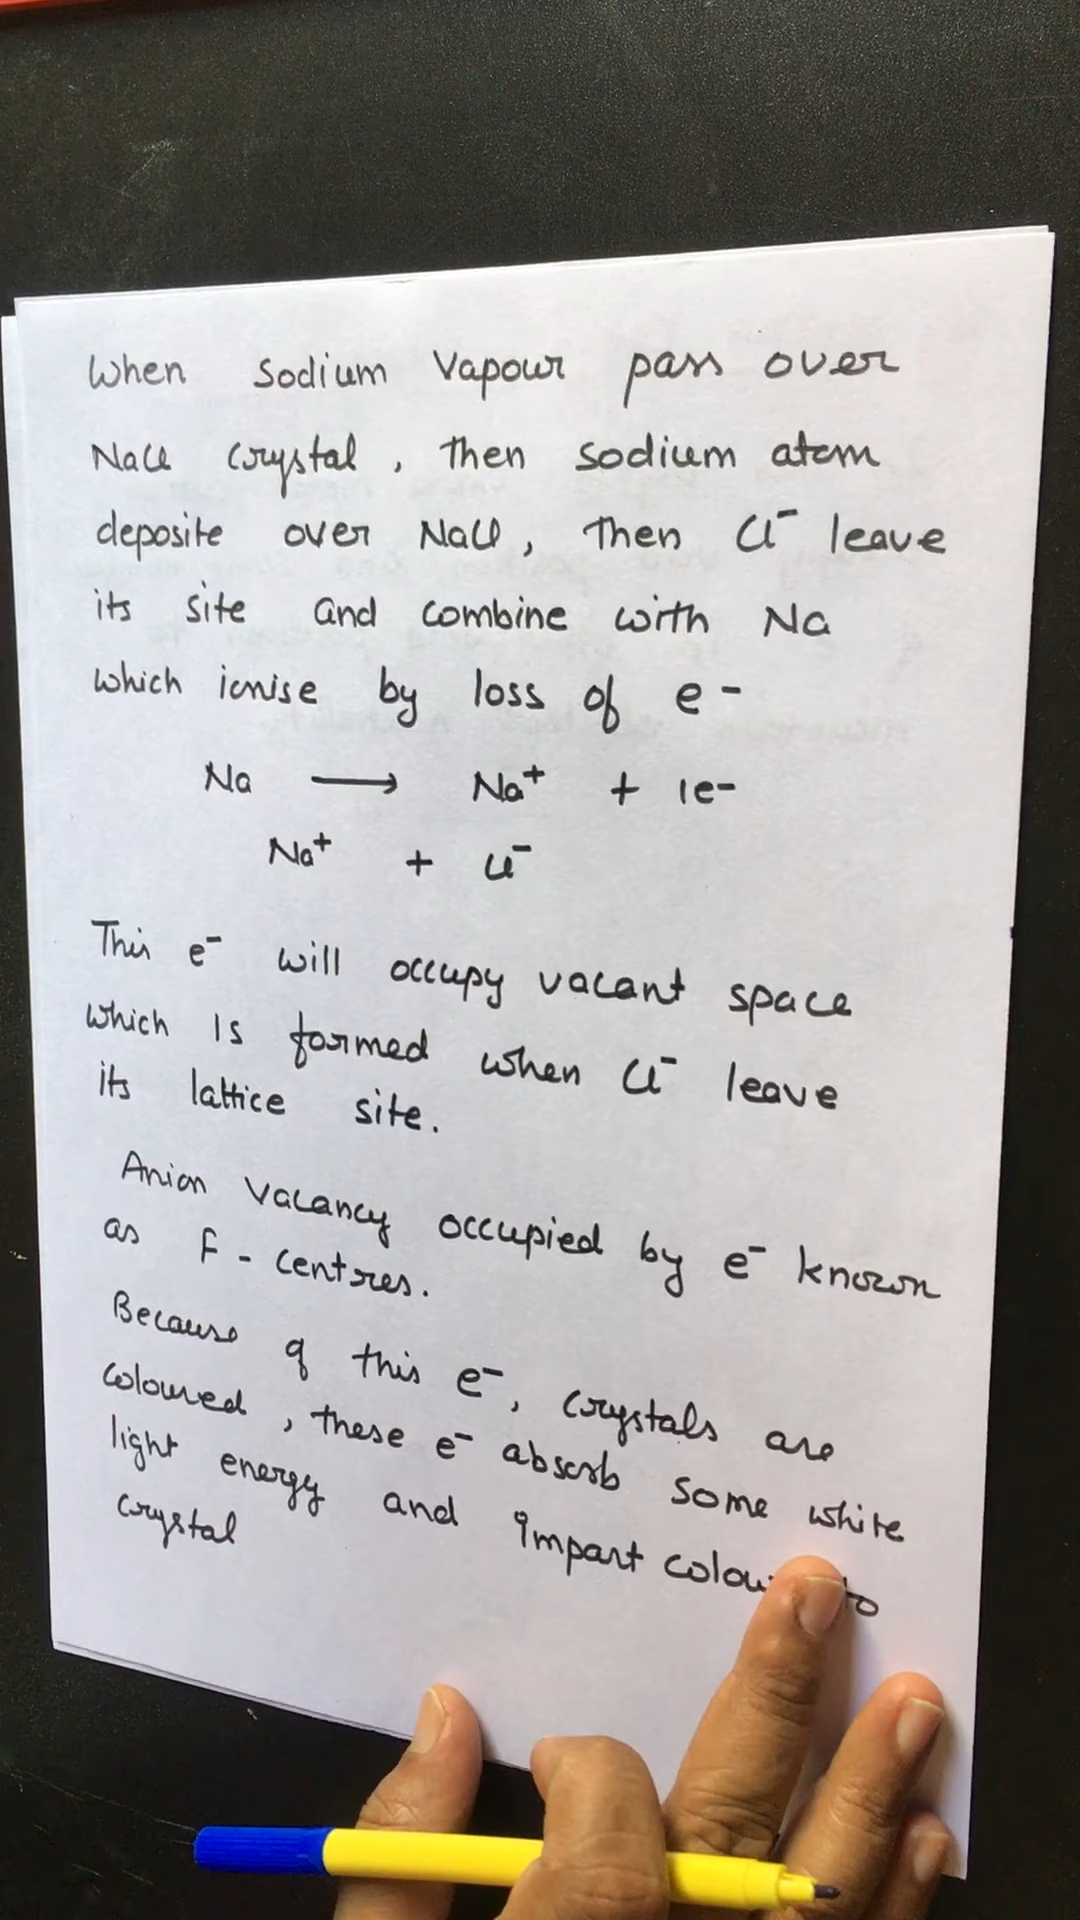 When sodium vapour pass over
NaCl crystal, then sodium atom
deposite over NaCl, then Cl⁻ leave
its site and combine with Na
which ionise by loss of e⁻
Na ⟶ Na⁺ + 1e⁻
Na⁺ + Cl⁻
This e⁻ will occupy vacant space
which is formed when Cl⁻ leave
its lattice site.
Anion vacancy occupied by e⁻ known
as F-centres.
Because of this e⁻, crystals are
coloured, these e⁻ absorb some white
light energy and impart colou to
crystal